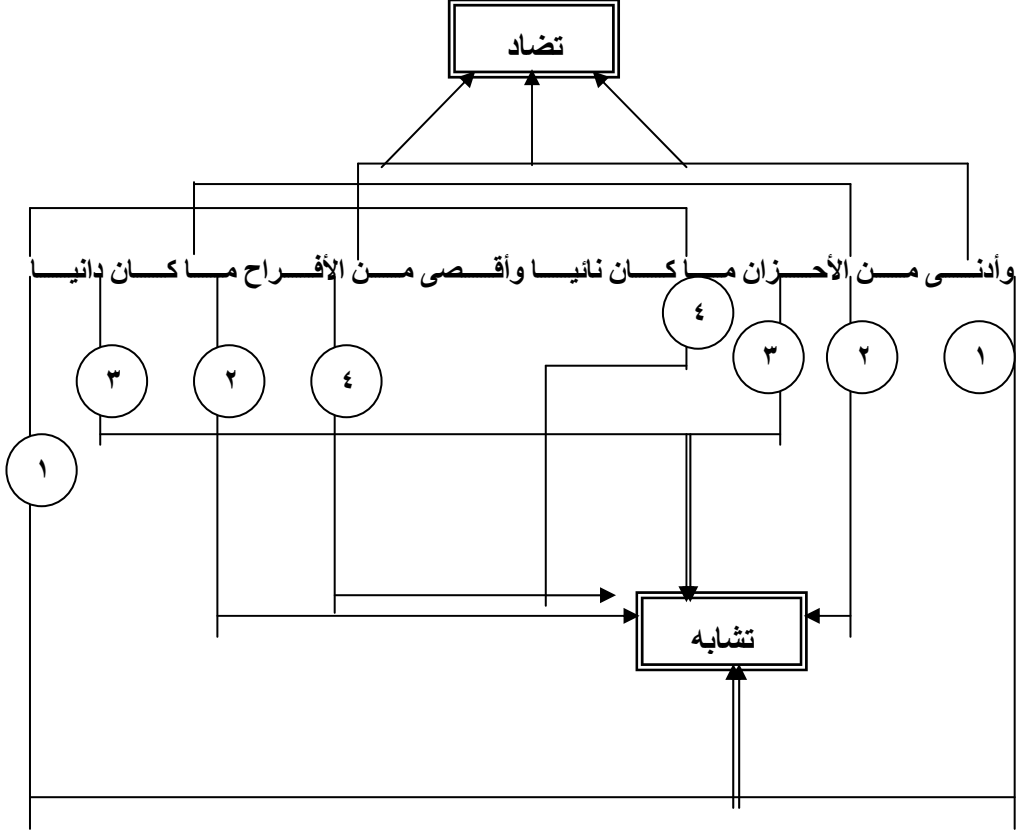 تضاد
وأدنى من الأحزان ما كان نائيا وأقصى من الأفراح ما كان دانيا
٤
١ ٢ ٣
٤ ٢ ٣
١
تشابه